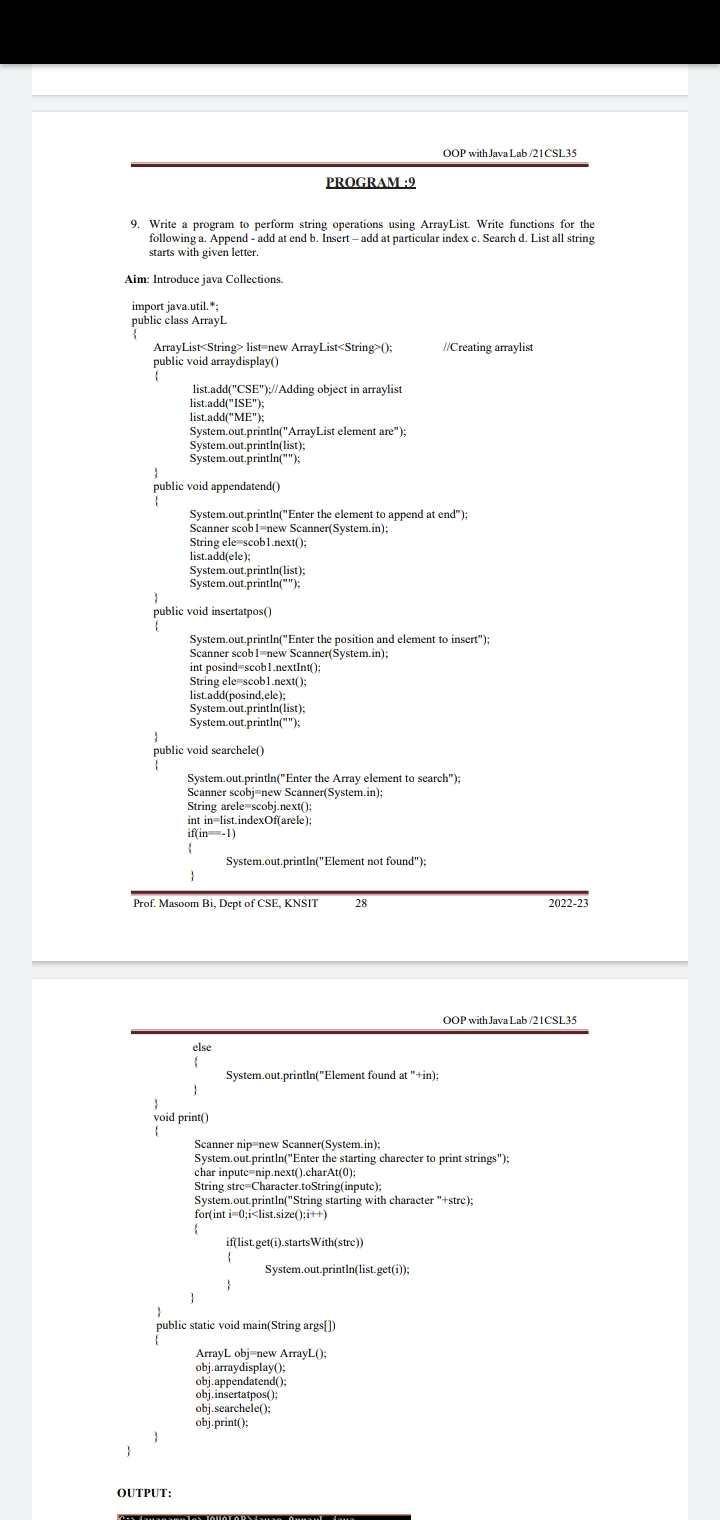 OOP with Java Lab /21CSL35
PROGRAM :9
9. Write a program to perform string operations using ArrayList. Write functions for the
following a. Append - add at end b. Insert – add at particular index c. Search d. List all string
starts with given letter.
Aim: Introduce java Collections.
import java.util.*;
public class ArrayL
{
ArrayList<String> list=new ArrayList<String>(); //Creating arraylist
public void arraydisplay()
{
list.add("CSE");//Adding object in arraylist
list.add("ISE");
list.add("ME");
System.out.println("ArrayList element are");
System.out.println(list);
System.out.println("");
}
public void appendatend()
{
System.out.println("Enter the element to append at end");
Scanner scob1=new Scanner(System.in);
String ele=scob1.next();
list.add(ele);
System.out.println(list);
System.out.println("");
}
public void insertatpos()
{
System.out.println("Enter the position and element to insert");
Scanner scob1=new Scanner(System.in);
int posind=scob1.nextInt();
String ele=scob1.next();
list.add(posind,ele);
System.out.println(list);
System.out.println("");
}
public void searchele()
{
System.out.println("Enter the Array element to search");
Scanner scobj=new Scanner(System.in);
String arele=scobj.next();
int in=list.indexOf(arele);
if(in==-1)
{
System.out.println("Element not found");
}
Prof. Masoom Bi, Dept of CSE, KNSIT 28 2022-23
OOP with Java Lab /21CSL35
else
{
System.out.println("Element found at "+in);
}
}
void print()
{
Scanner nip=new Scanner(System.in);
System.out.println("Enter the starting charecter to print strings");
char inputc=nip.next().charAt(0);
String strc=Character.toString(inputc);
System.out.println("String starting with character "+strc);
for(int i=0;i<list.size();i++)
{
if(list.get(i).startsWith(strc))
{
System.out.println(list.get(i));
}
}
}
public static void main(String args[])
{
ArrayL obj=new ArrayL();
obj.arraydisplay();
obj.appendatend();
obj.insertatpos();
obj.searchele();
obj.print();
}
}
OUTPUT: